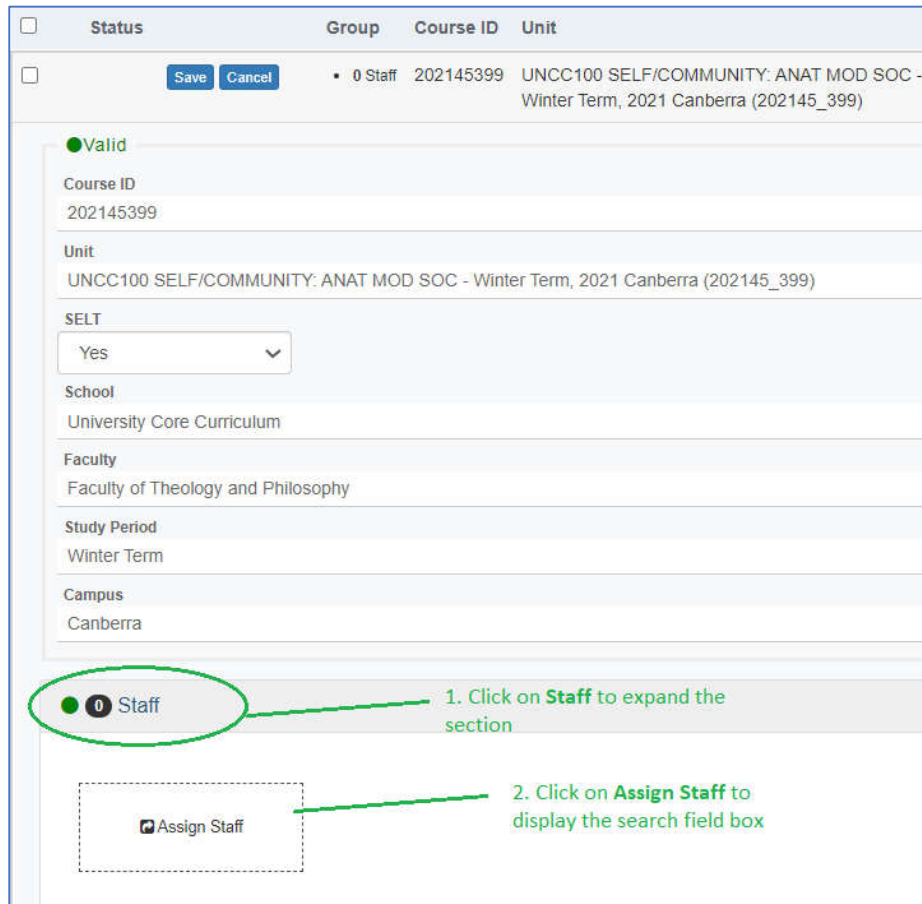 Status Group Course ID Unit
Save Cancel • 0 Staff 202145399 UNCC100 SELF/COMMUNITY: ANAT MOD SOC -
Winter Term, 2021 Canberra (202145_399)
Valid
Course ID
202145399
Unit
UNCC100 SELF/COMMUNITY: ANAT MOD SOC - Winter Term, 2021 Canberra (202145_399)
SELT
Yes
School
University Core Curriculum
Faculty
Faculty of Theology and Philosophy
Study Period
Winter Term
Campus
Canberra
0 Staff
1. Click on Staff to expand the
section
2. Click on Assign Staff to
display the search field box
Assign Staff